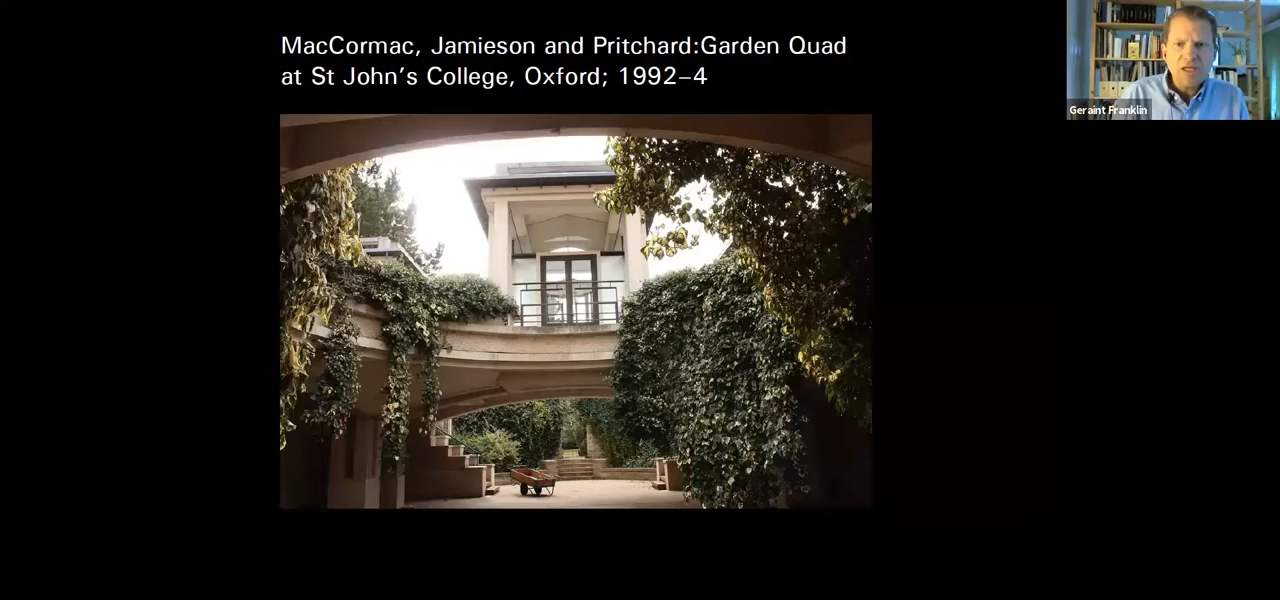 MacCormac, Jamieson and Pritchard:Garden Quad
at St John’s College, Oxford; 1992–4
Geraint Franklin